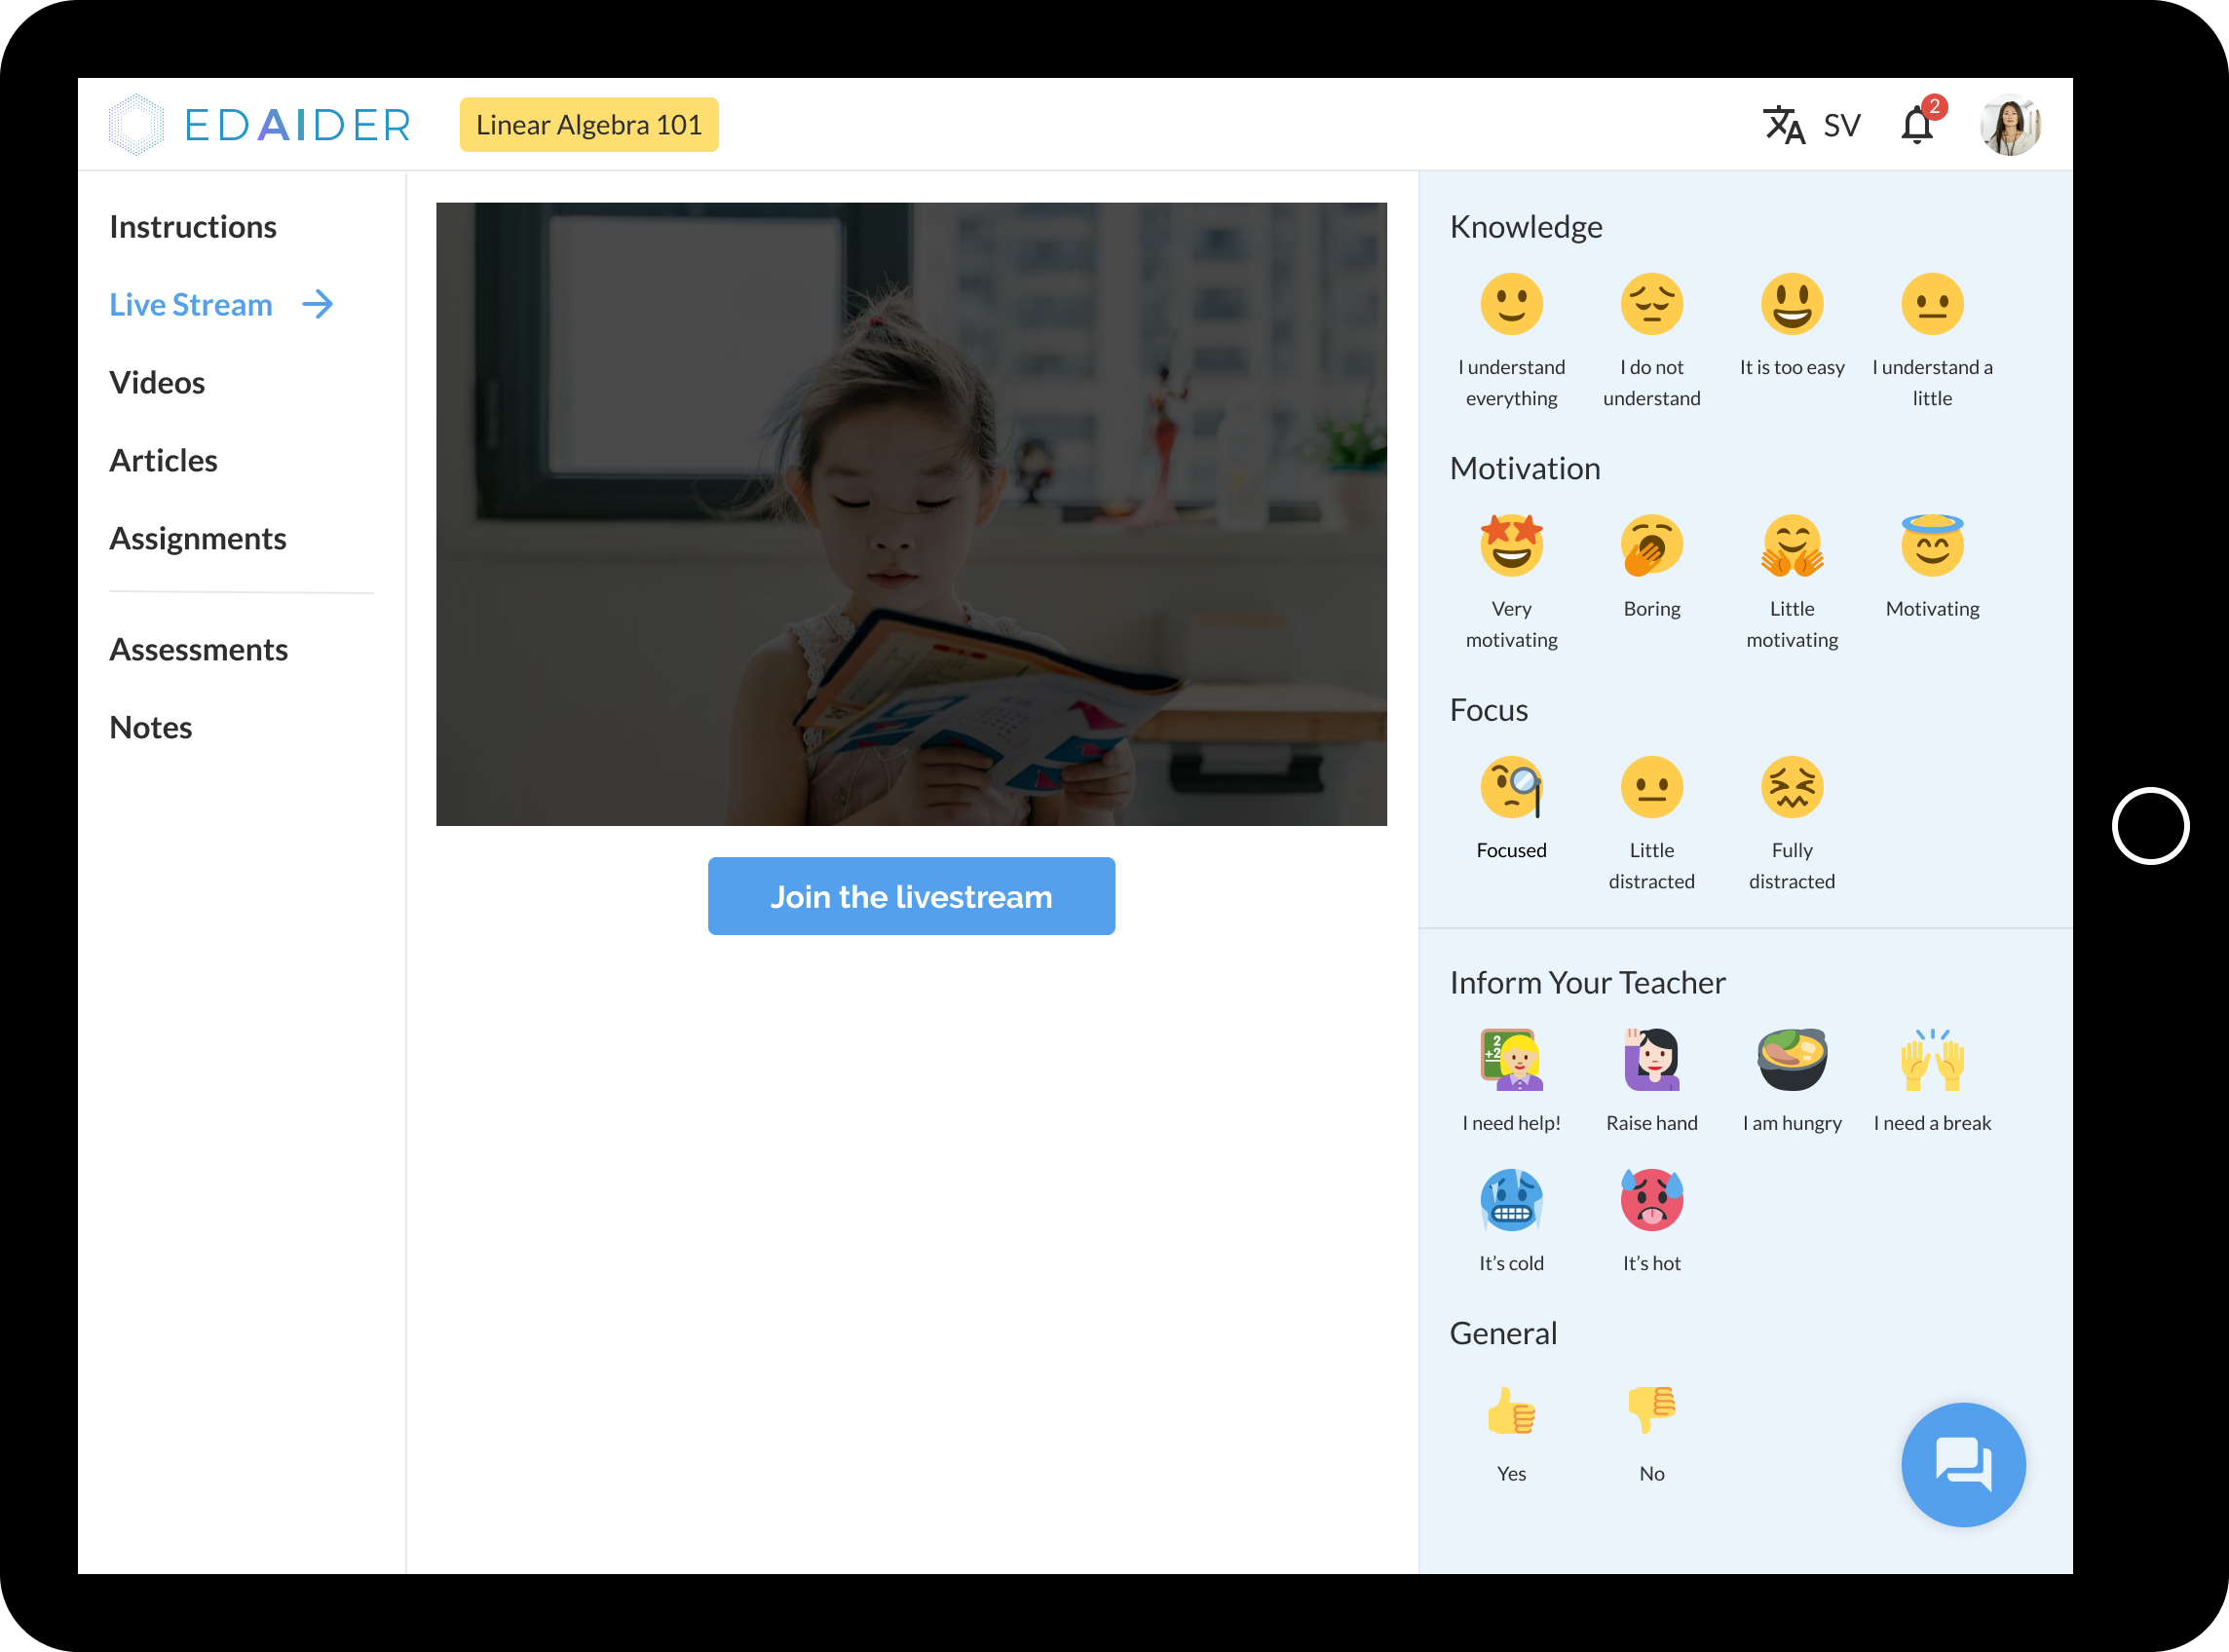 EDAIDER
Linear Algebra 101
SV
2
Instructions
Live Stream
Videos
Articles
Assignments
Assessments
Notes
Join the livestream
Knowledge
I understand
everything
I do not
understand
It is too easy
I understand a
little
Motivation
Very
motivating
Boring
Little
motivating
Motivating
Focus
Focused
Little
distracted
Fully
distracted
Inform Your Teacher
2
+2
I need help!
Raise hand
I am hungry
I need a break
It’s cold
It’s hot
General
Yes
No